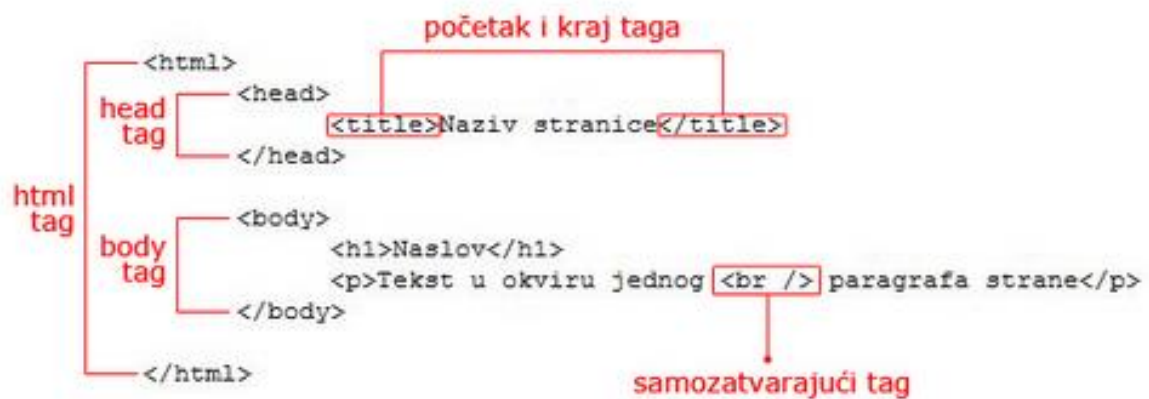 početak i kraj taga
<html>
<head>
head
tag
<title>Naziv stranice</title>
</head>
html
tag
<body>
body
tag
<h1>Naslov</h1>
<p>Tekst u okviru jednog <br /> paragrafa strane</p>
</body>
</html>
samozatvarajući tag